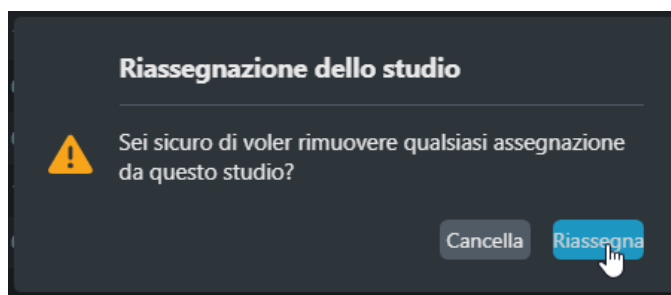 Riassegnazione dello studio
Sei sicuro di voler rimuovere qualsiasi assegnazione
da questo studio?
Cancella
Riassegna